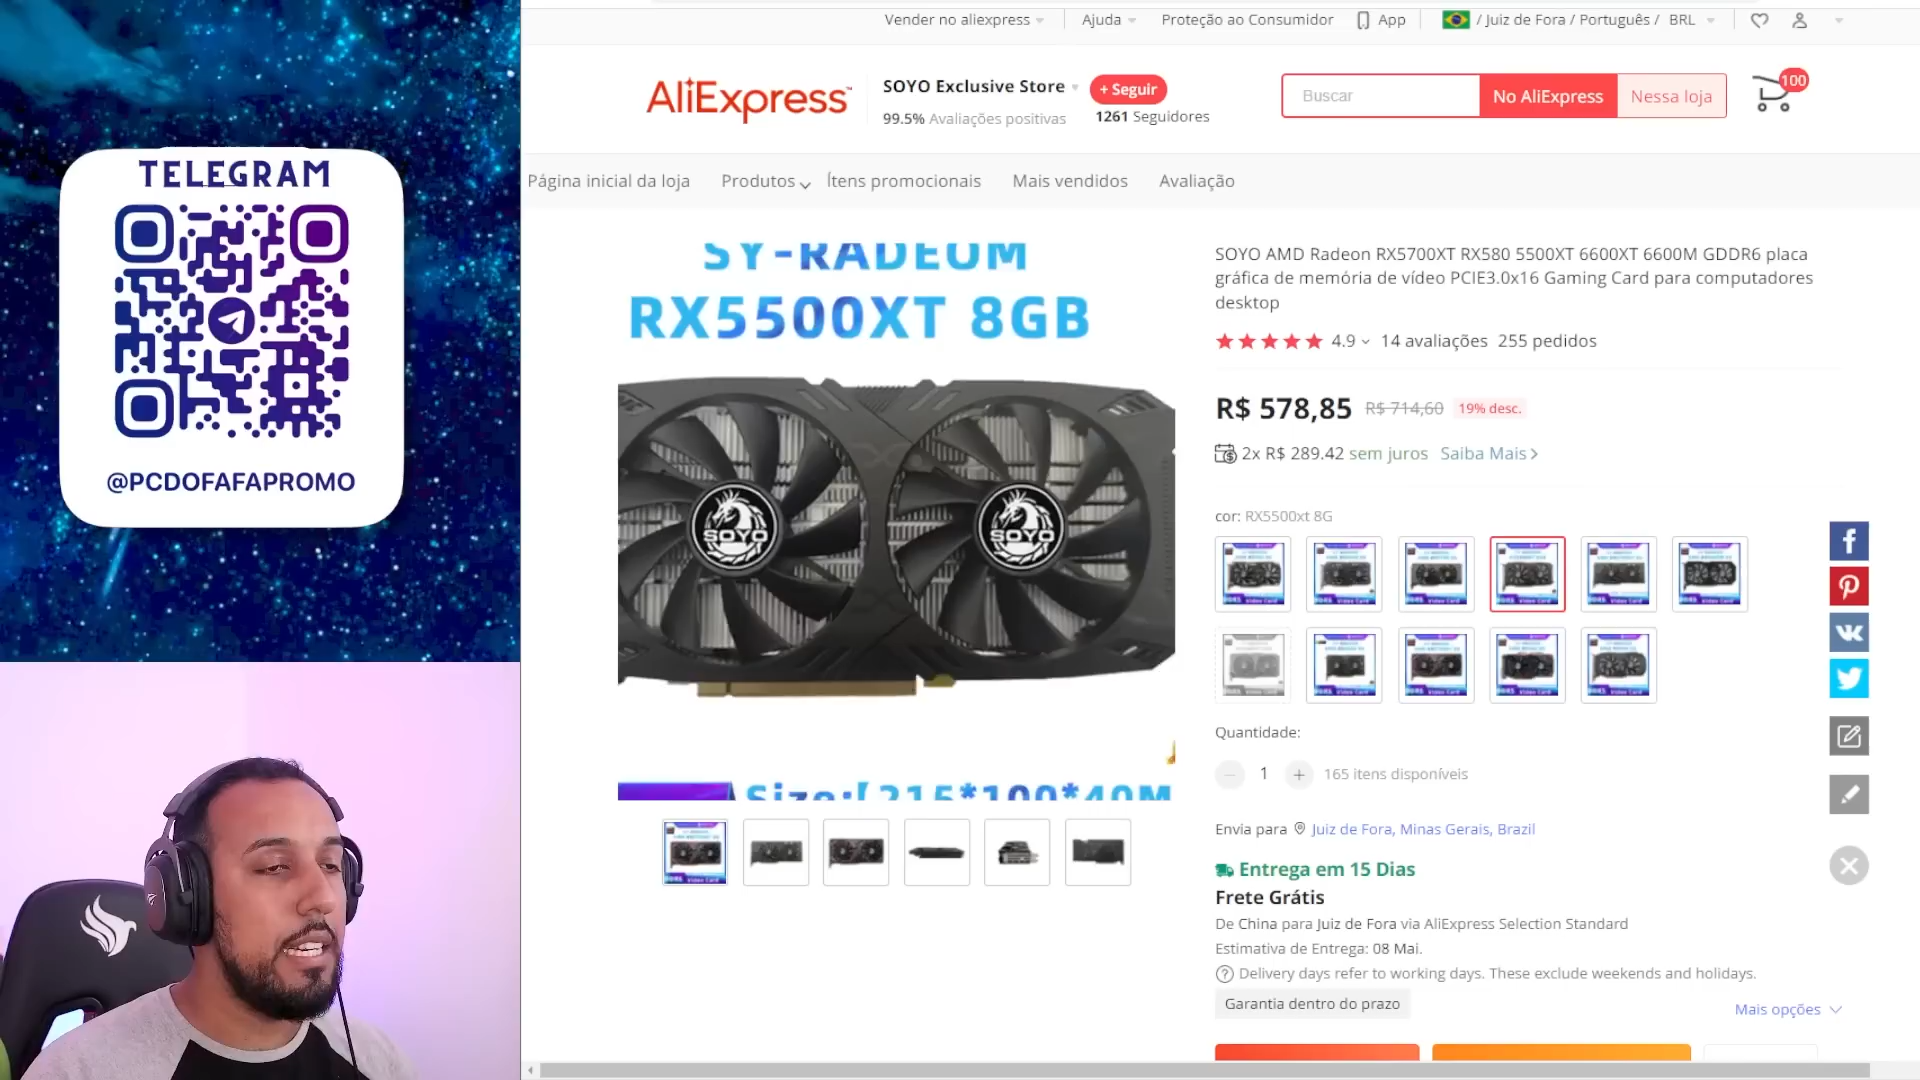 TELEGRAM
@PCDOFAFAPROMO
Vender no aliexpress
Ajuda
Proteção ao Consumidor
App
/ Juiz de Fora / Português / BRL
AliExpress
SOYO Exclusive Store
+ Seguir
99.5% Avaliações positivas
1261 Seguidores
Buscar
No AliExpress
Nessa loja
100
Página inicial da loja
Produtos
Ítens promocionais
Mais vendidos
Avaliação
SY-RADEOM
RX5500XT 8GB
SOYO
SOYO
Size:[215*100*40M
SOYO AMD Radeon RX5700XT RX580 5500XT 6600XT 6600M GDDR6 placa
gráfica de memória de vídeo PCIE3.0x16 Gaming Card para computadores
desktop
4.9
14 avaliações
255 pedidos
R$ 578,85
R$ 714,60
19% desc.
2x R$ 289.42 sem juros
Saiba Mais
cor: RX5500xt 8G
Quantidade:
1
165 itens disponíveis
Envia para Juiz de Fora, Minas Gerais, Brazil
Entrega em 15 Dias
Frete Grátis
De China para Juiz de Fora via AliExpress Selection Standard
Estimativa de Entrega: 08 Mai.
Delivery days refer to working days. These exclude weekends and holidays.
Garantia dentro do prazo
Mais opções